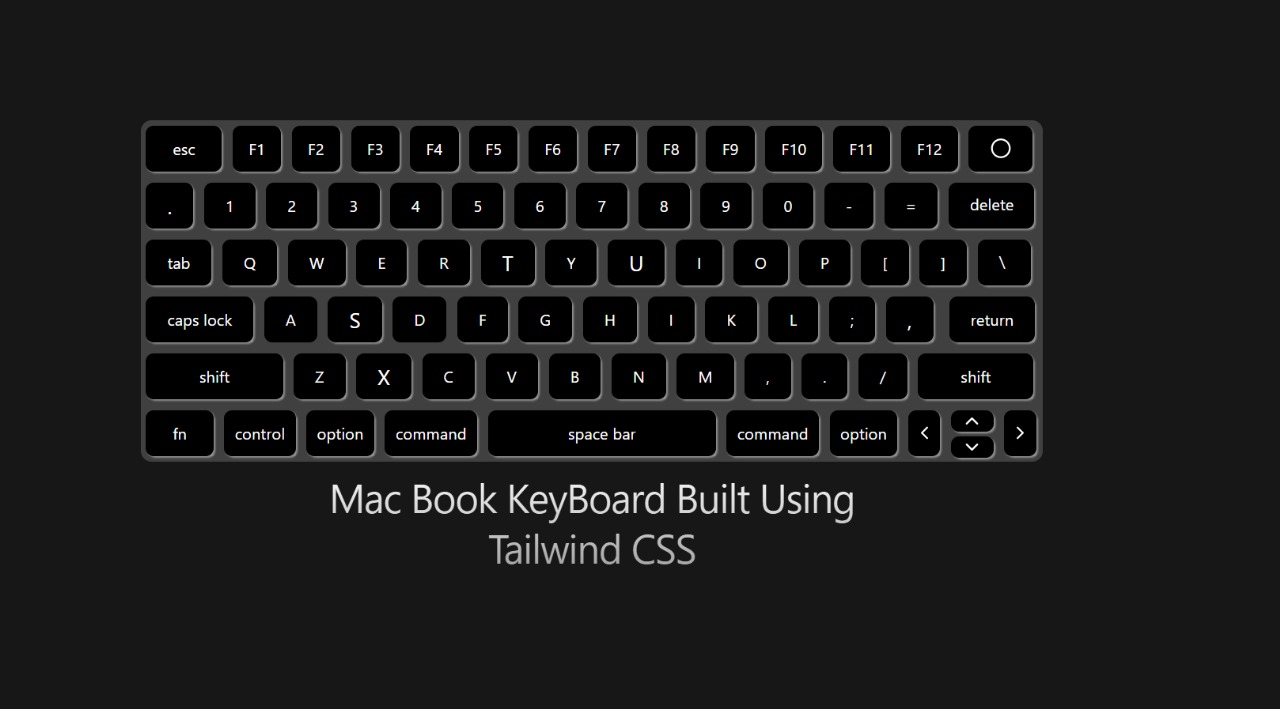 esc F1 F2 F3 F4 F5 F6 F7 F8 F9 F10 F11 F12
. 1 2 3 4 5 6 7 8 9 0 - = delete
tab Q W E R T Y U I O P [ ] \
caps lock A S D F G H I K L ; , return
shift Z X C V B N M , . / shift
fn control option command space bar command option
Mac Book KeyBoard Built Using
Tailwind CSS